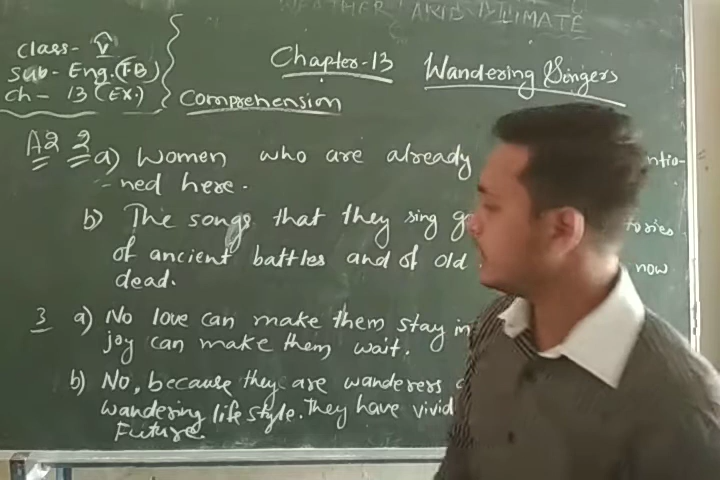 WEATHER AND CLIMATE
Class- V
Sub- Eng.(FB)
Ch- 13 (EX.)
Chapter-13 Wandering Singers
Comprehension
A2 2 a) Women who are already ntio-
-ned here.
b) The songs that they sing g tories
of ancient battles and of old now
dead.
3 a) No love can make them stay in
joy can make them wait.
b) No, because they are wanderers
wandering life style. They have vivid
Future.